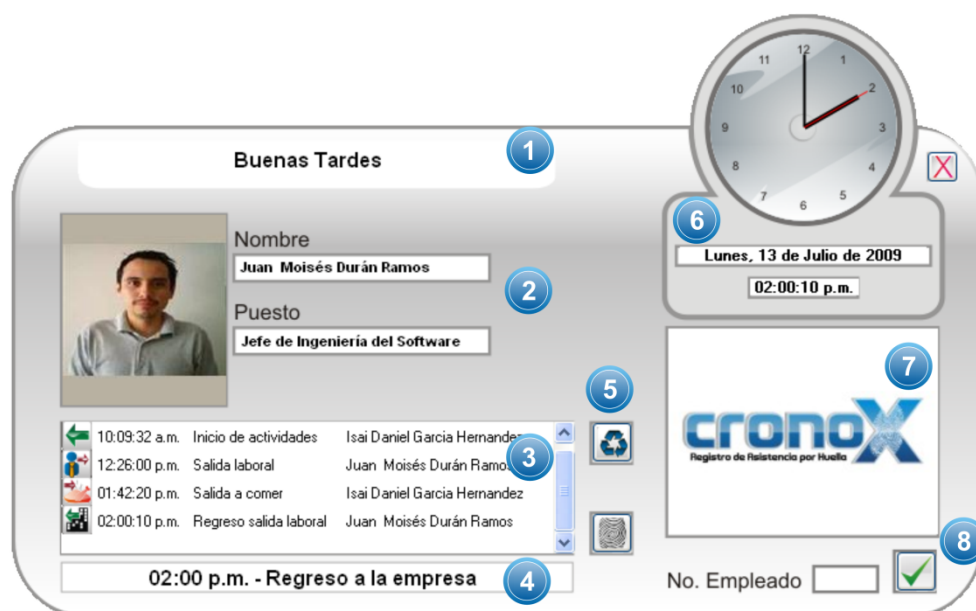 12
11
1
10
2
9
3
8
4
7
5
6
Buenas Tardes
1
6
Lunes, 13 de Julio de 2009
02:00:10 p.m.
Nombre
Juan Moisés Durán Ramos
2
Puesto
Jefe de Ingeniería del Software
7
5
10:09:32 a.m. Inicio de actividades Isai Daniel Garcia Hernandez
12:26:00 p.m. Salida laboral Juan Moisés Durán Ramos
01:42:20 p.m. Salida a comer Isai Daniel Garcia Hernandez
02:00:10 p.m. Regreso salida laboral Juan Moisés Durán Ramos
3
cronoX
Registro de Asistencia por Huella
02:00 p.m. - Regreso a la empresa
4
No. Empleado
8